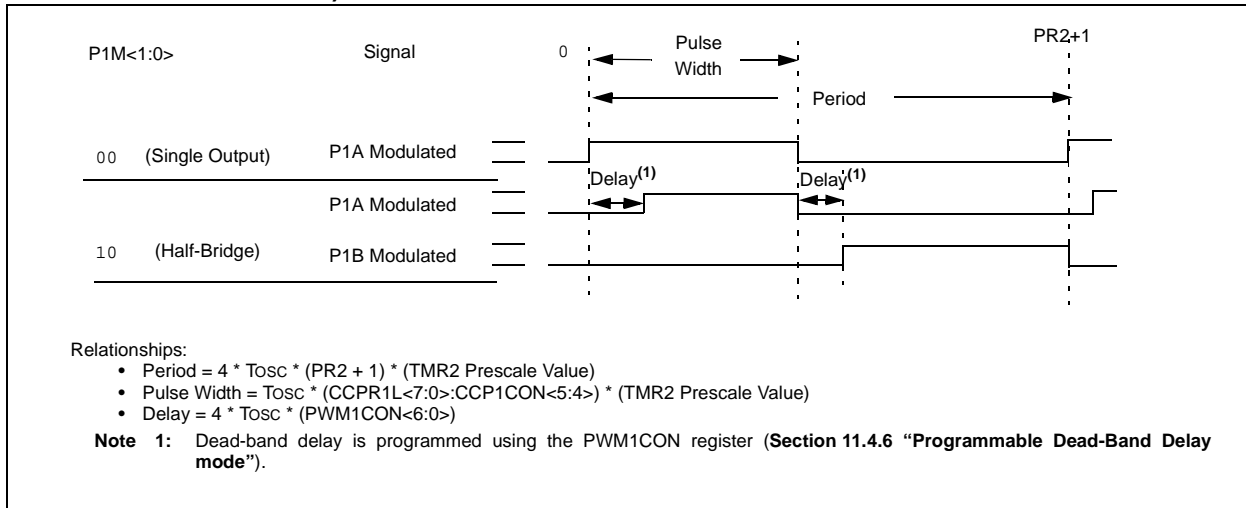 P1M<1:0> Signal 0 Pulse Width PR2+1
Period
00 (Single Output) P1A Modulated
Delay(1) Delay(1)
P1A Modulated
10 (Half-Bridge) P1B Modulated
Relationships:
• Period = 4 * TOSC * (PR2 + 1) * (TMR2 Prescale Value)
• Pulse Width = TOSC * (CCPR1L<7:0>:CCP1CON<5:4>) * (TMR2 Prescale Value)
• Delay = 4 * TOSC * (PWM1CON<6:0>)
Note 1: Dead-band delay is programmed using the PWM1CON register (Section 11.4.6 “Programmable Dead-Band Delay
mode”).